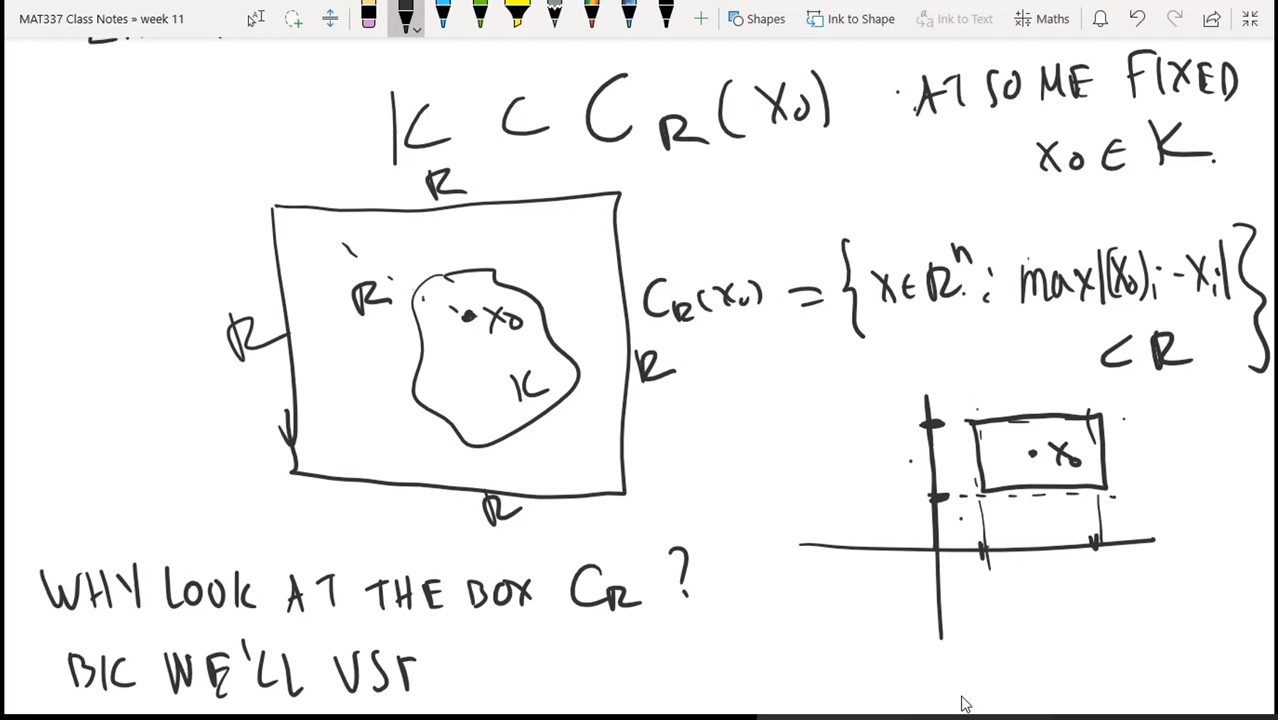 MAT337 Class Notes » week 11
Shapes
Ink to Shape
Ink to Text
Maths
K ⊂ C_R(x₀) AT SOME FIXED
x₀ ∈ K.
R
R
R
x₀
K
R
R
C_R(x₀) = {x ∈ ℝⁿ : max|(x₀)ᵢ - xᵢ|
< R}
x₀
WHY LOOK AT THE BOX C_R ?
B/C WE'LL USE